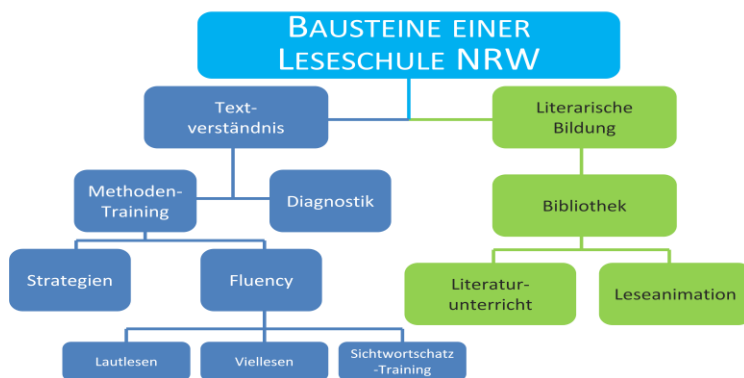 BAUSTEINE EINER
LESESCHULE NRW
Text-
verständnis
Literarische
Bildung
Methoden-
Training
Diagnostik
Bibliothek
Strategien
Fluency
Literatur-
unterricht
Leseanimation
Lautlesen
Viellesen
Sichtwortschatz
-Training